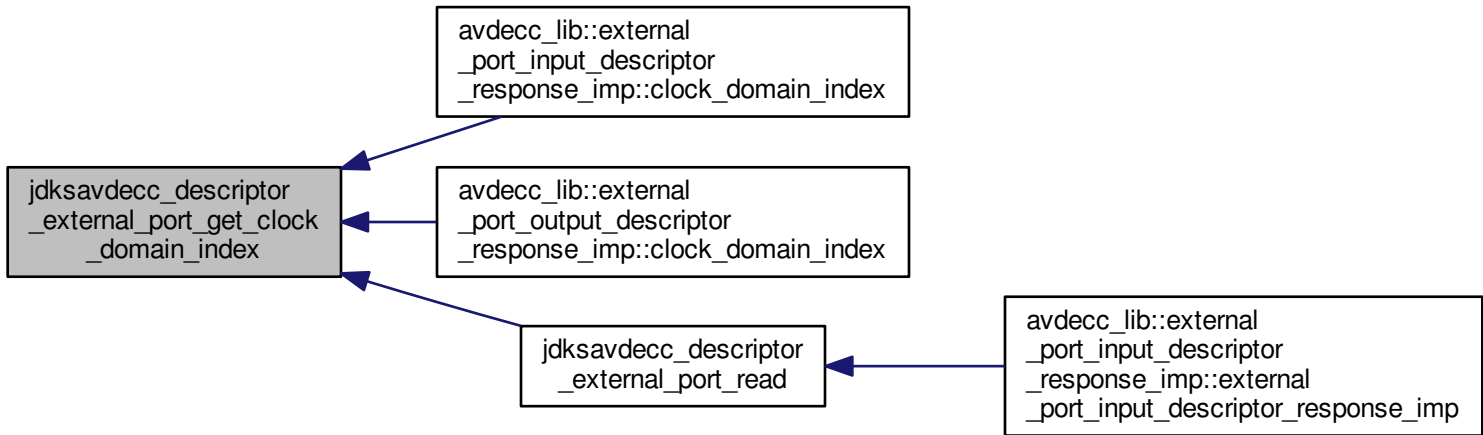 avdecc_lib::external
_port_input_descriptor
_response_imp::clock_domain_index
jdksavdecc_descriptor
_external_port_get_clock
_domain_index
avdecc_lib::external
_port_output_descriptor
_response_imp::clock_domain_index
jdksavdecc_descriptor
_external_port_read
avdecc_lib::external
_port_input_descriptor
_response_imp::external
_port_input_descriptor_response_imp